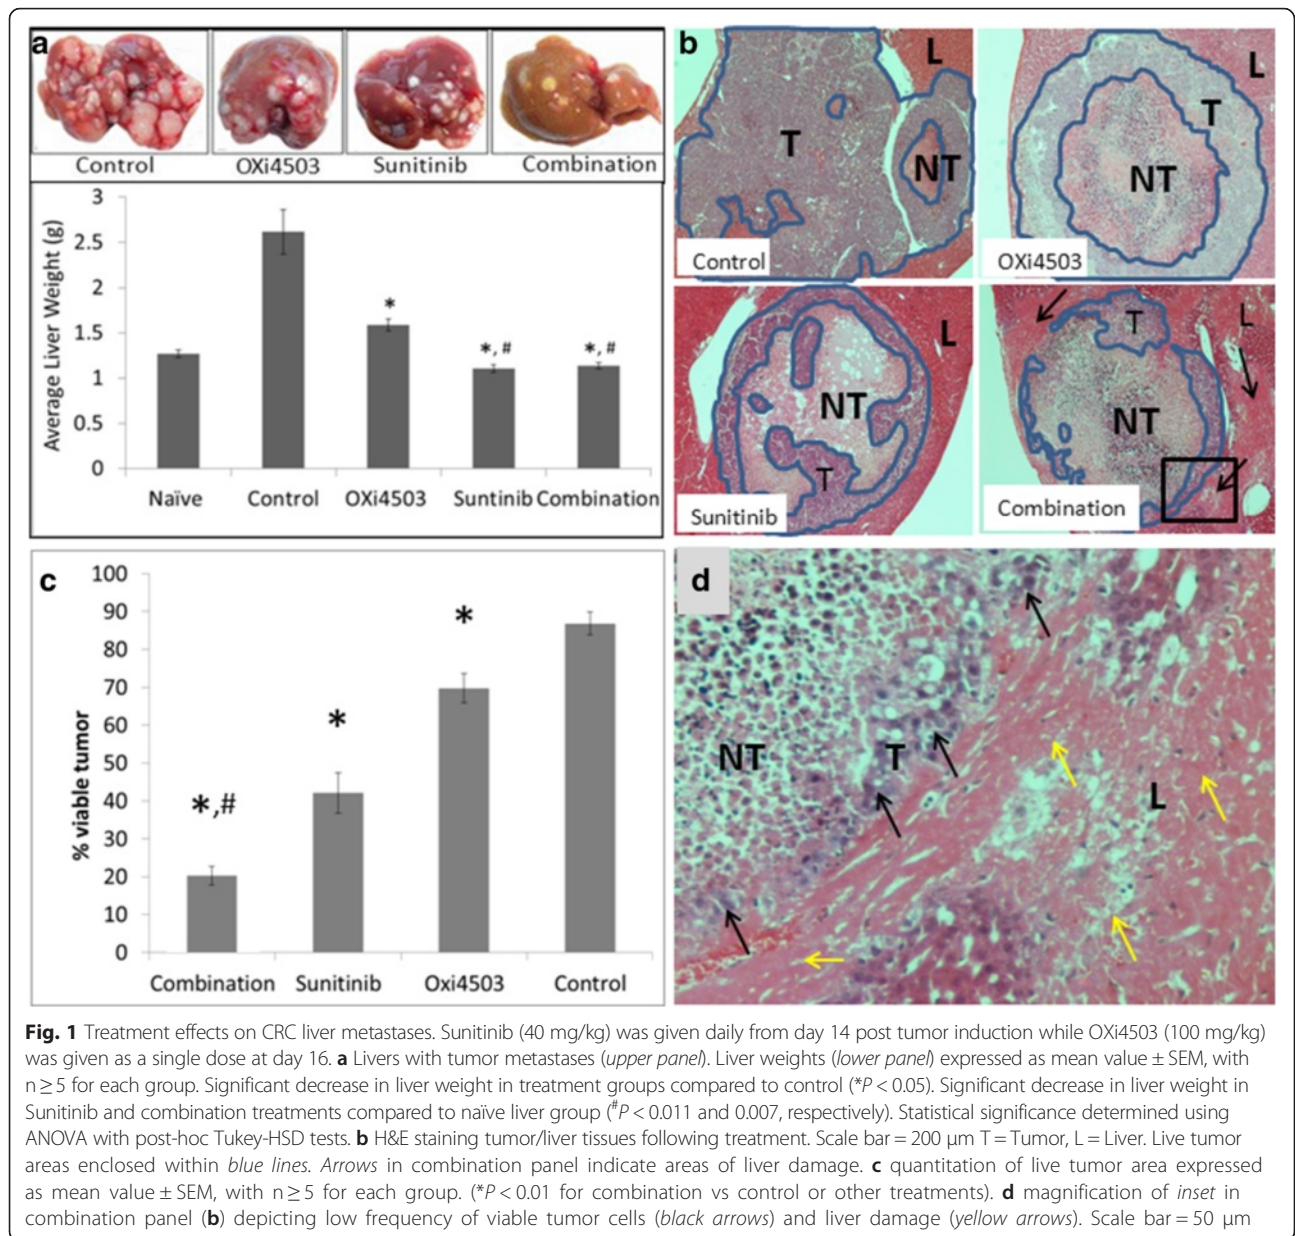 a
Control
OXi4503
Sunitinib
Combination
Average Liver Weight (g)
3
2.5
2
1.5
1
0.5
0
*
*, #
*, #
Naïve
Control
OXi4503
Suntinib
Combination
b
T
L
NT
Control
L
T
NT
OXi4503
L
NT
T
Sunitinib
T
L
NT
Combination
c
% viable tumor
100
90
80
70
60
50
40
30
20
10
0
*,#
*
*
Combination
Sunitinib
Oxi4503
Control
d
NT
T
L
Fig. 1 Treatment effects on CRC liver metastases. Sunitinib (40 mg/kg) was given daily from day 14 post tumor induction while OXi4503 (100 mg/kg)
was given as a single dose at day 16. a Livers with tumor metastases (upper panel). Liver weights (lower panel) expressed as mean value ± SEM, with
n ≥ 5 for each group. Significant decrease in liver weight in treatment groups compared to control (*P < 0.05). Significant decrease in liver weight in
Sunitinib and combination treatments compared to naïve liver group (#P < 0.011 and 0.007, respectively). Statistical significance determined using
ANOVA with post-hoc Tukey-HSD tests. b H&E staining tumor/liver tissues following treatment. Scale bar = 200 μm T = Tumor, L = Liver. Live tumor
areas enclosed within blue lines. Arrows in combination panel indicate areas of liver damage. c quantitation of live tumor area expressed
as mean value ± SEM, with n ≥ 5 for each group. (*P < 0.01 for combination vs control or other treatments). d magnification of inset in
combination panel (b) depicting low frequency of viable tumor cells (black arrows) and liver damage (yellow arrows). Scale bar = 50 μm